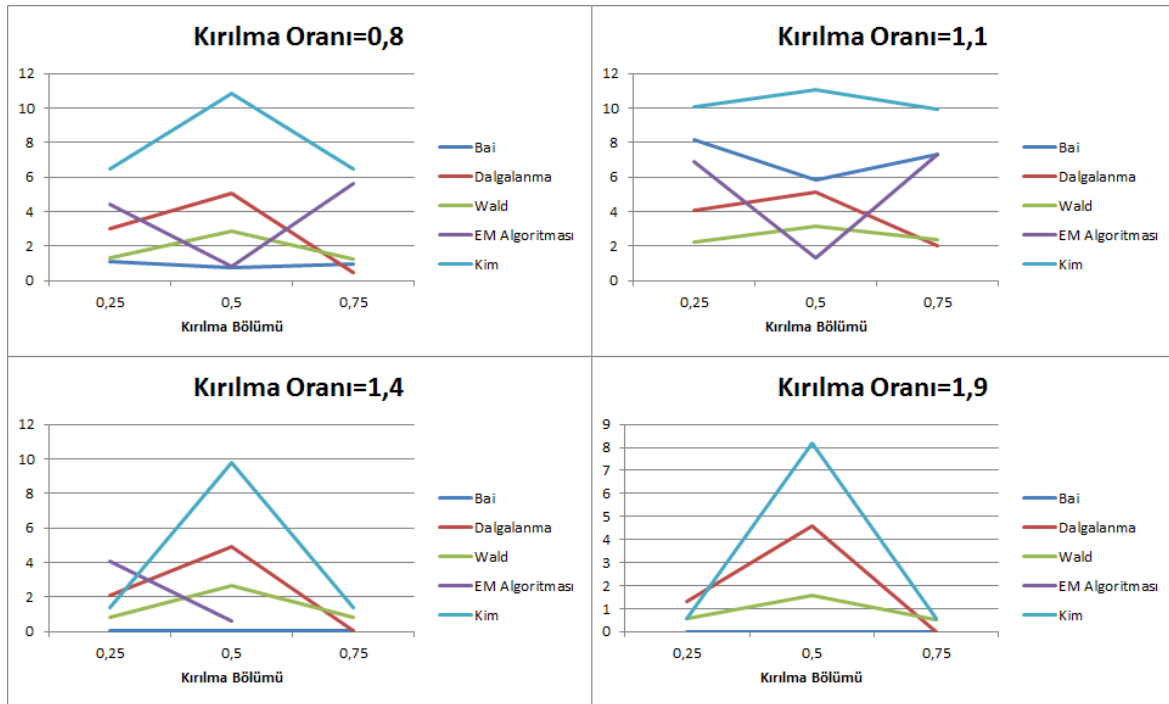 Kırılma Oranı=0,8
12
10
8
6
4
2
0
0,25 0,5 0,75
Kırılma Bölümü
Bai
Dalgalanma
Wald
EM Algoritması
Kim
Kırılma Oranı=1,1
12
10
8
6
4
2
0
0,25 0,5 0,75
Kırılma Bölümü
Bai
Dalgalanma
Wald
EM Algoritması
Kim
Kırılma Oranı=1,4
12
10
8
6
4
2
0
0,25 0,5 0,75
Kırılma Bölümü
Bai
Dalgalanma
Wald
EM Algoritması
Kim
Kırılma Oranı=1,9
9
8
7
6
5
4
3
2
1
0
0,25 0,5 0,75
Kırılma Bölümü
Bai
Dalgalanma
Wald
EM Algoritması
Kim